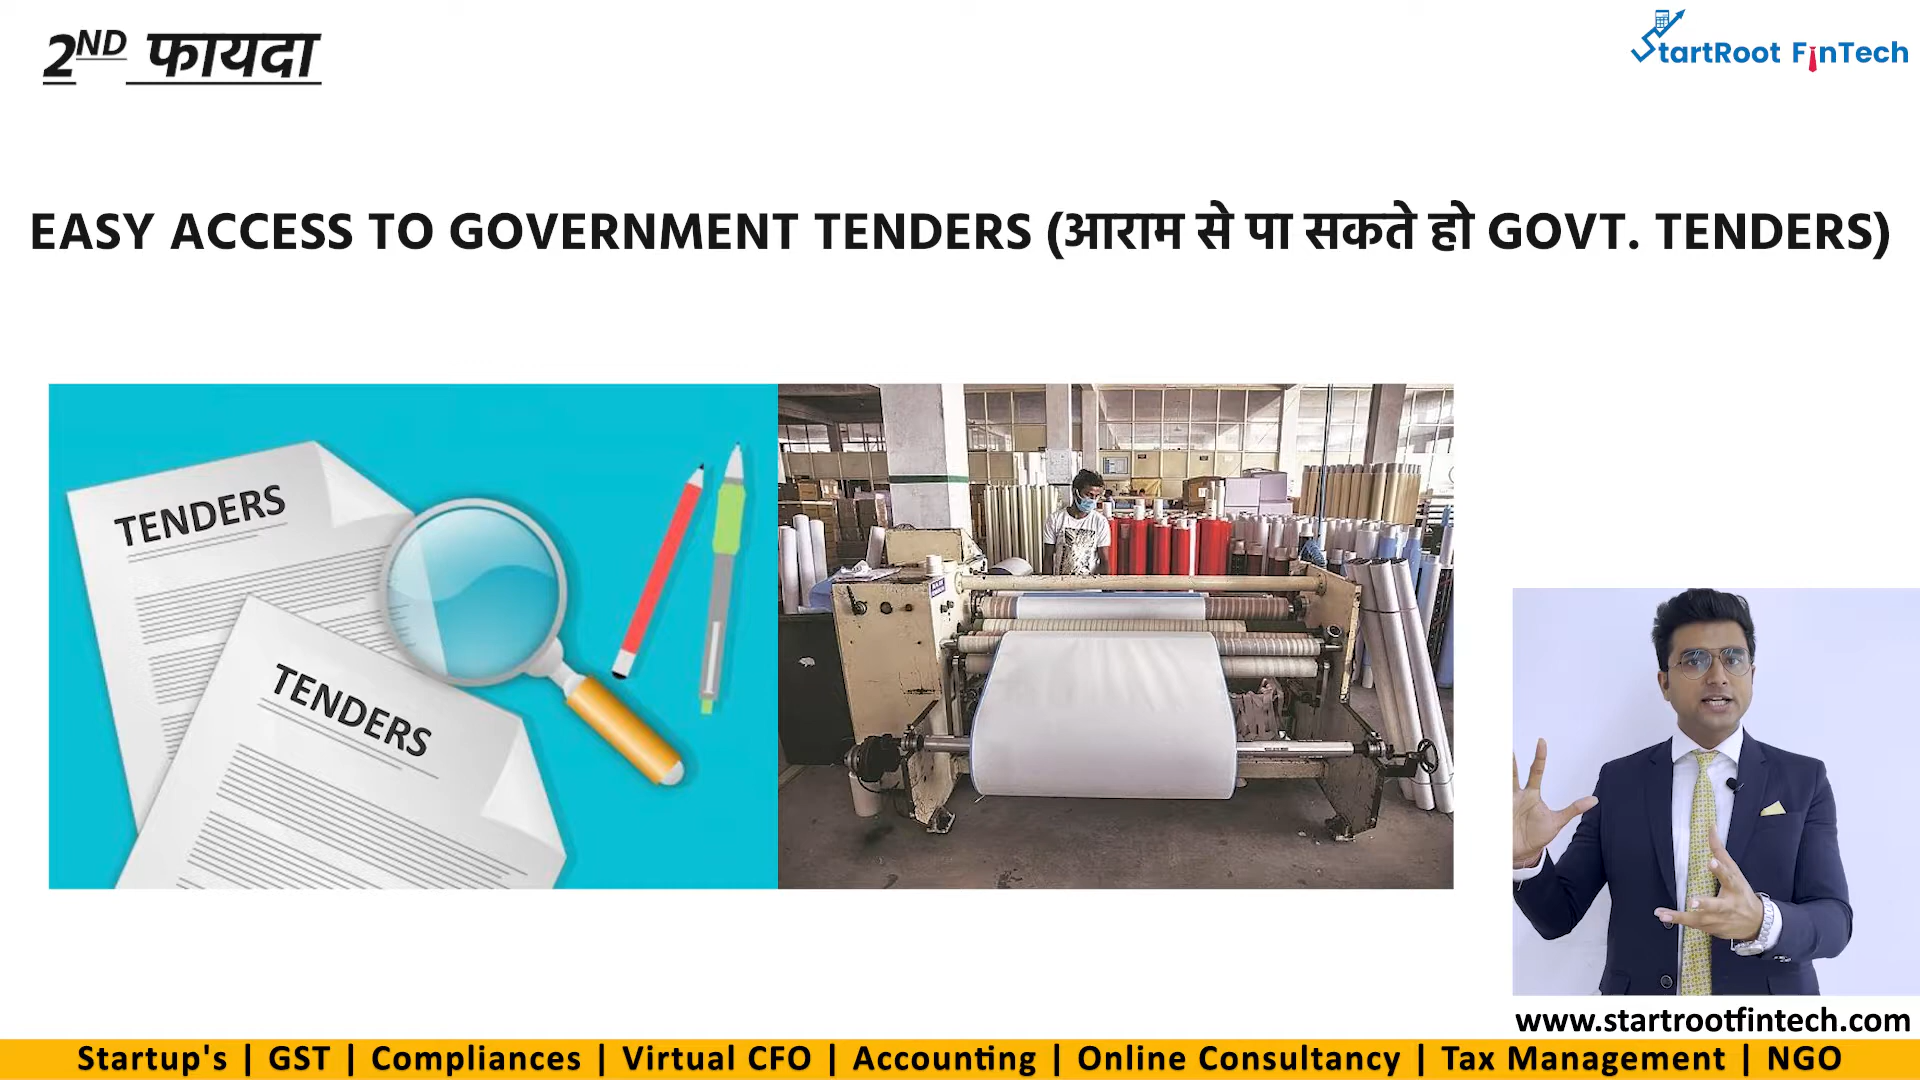 2ND फायदा
StartRoot FinTech
EASY ACCESS TO GOVERNMENT TENDERS (आराम से पा सकते हो GOVT. TENDERS)
TENDERS
TENDERS
www.startrootfintech.com
Startup's | GST | Compliances | Virtual CFO | Accounting | Online Consultancy | Tax Management | NGO